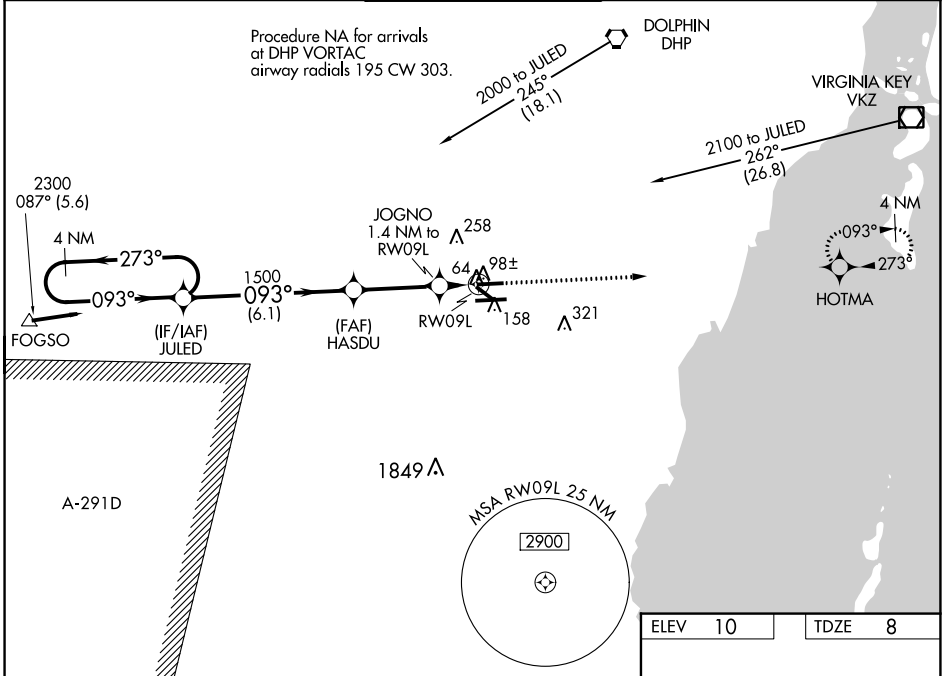 Procedure NA for arrivals
at DHP VORTAC
airway radials 195 CW 303.
DOLPHIN
DHP
2000 to JULED
245°
(18.1)
VIRGINIA KEY
VKZ
2100 to JULED
262°
(26.8)
2300
087° (5.6)
4 NM
273°
093°
FOGSO
(IF/IAF)
JULED
1500
093°
(6.1)
(FAF)
HASDU
JOGNO
1.4 NM to
RW09L
258
64
98±
RW09L
158
321
4 NM
093°
273°
HOTMA
A-291D
1849
MSA RW09L 25 NM
2900
ELEV 10
TDZE 8